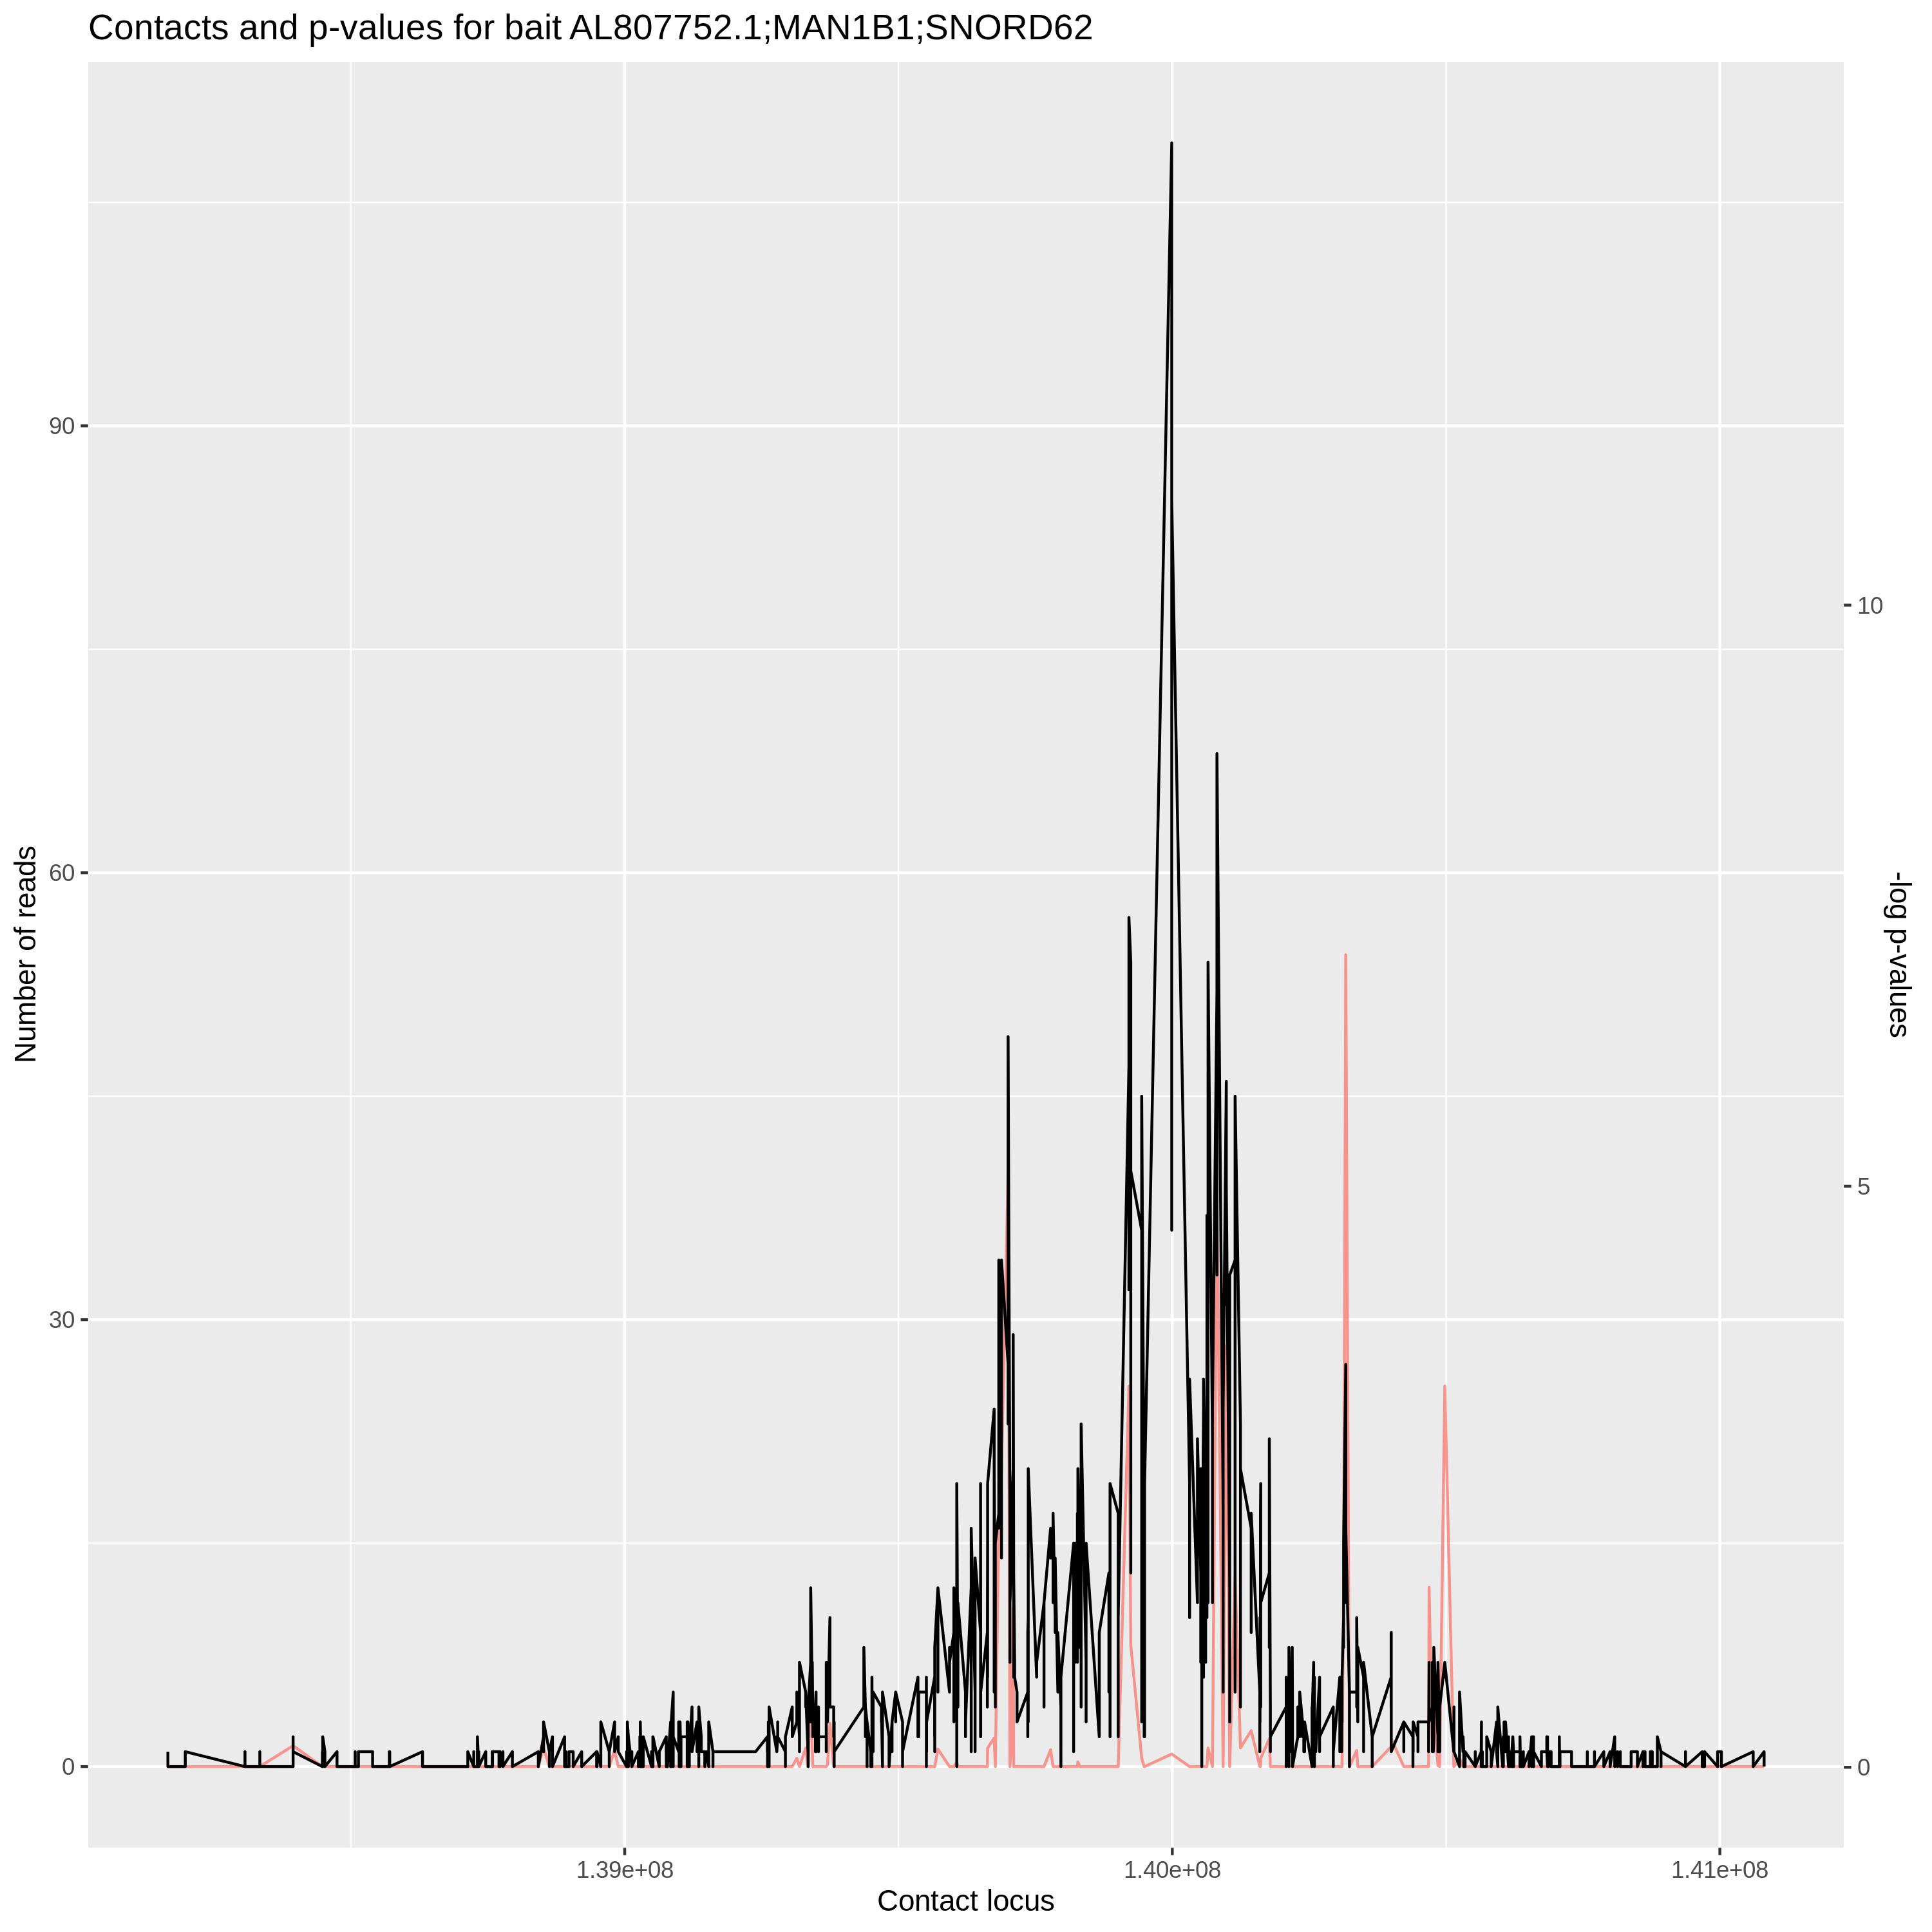 Contacts and p-values for bait AL807752.1;MAN1B1;SNORD62
Number of reads
90
60
30
0
10
5
0
-log p-values
1.39e+08
1.40e+08
1.41e+08
Contact locus